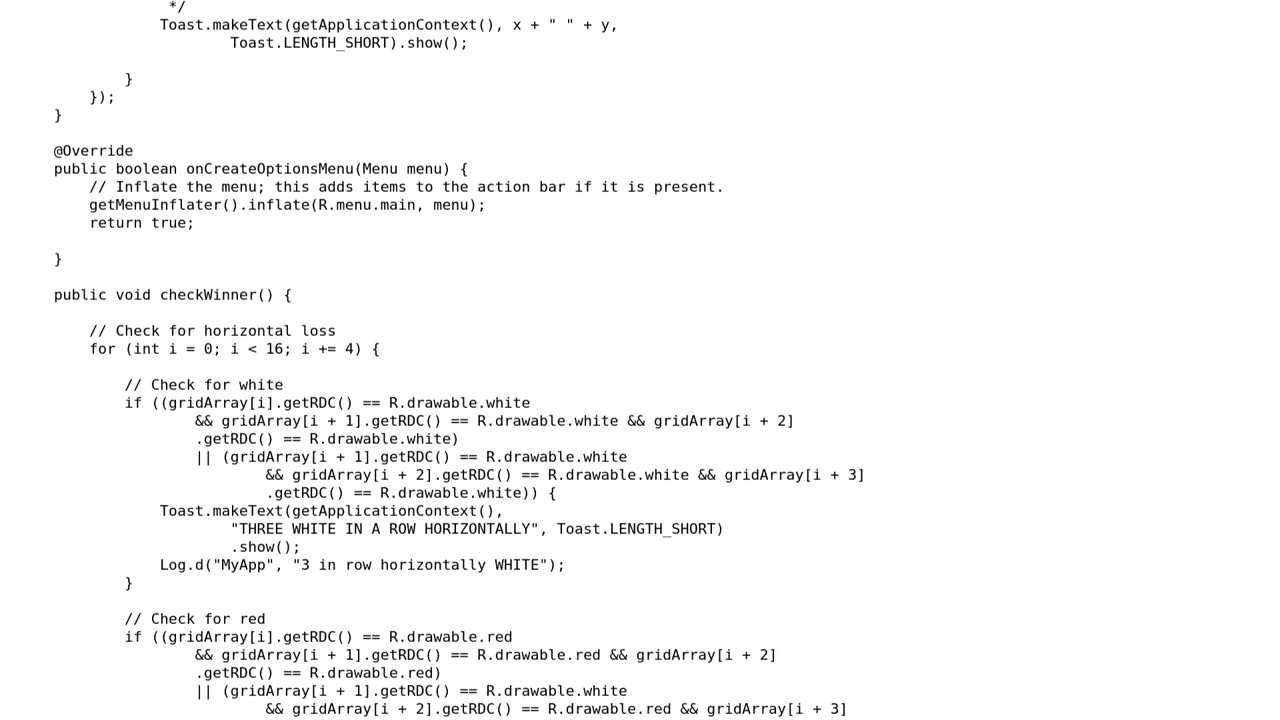 */
            Toast.makeText(getApplicationContext(), x + " " + y,
                    Toast.LENGTH_SHORT).show();

        }
    });
}

@Override
public boolean onCreateOptionsMenu(Menu menu) {
    // Inflate the menu; this adds items to the action bar if it is present.
    getMenuInflater().inflate(R.menu.main, menu);
    return true;

}

public void checkWinner() {

    // Check for horizontal loss
    for (int i = 0; i < 16; i += 4) {

        // Check for white
        if ((gridArray[i].getRDC() == R.drawable.white
                && gridArray[i + 1].getRDC() == R.drawable.white && gridArray[i + 2]
                .getRDC() == R.drawable.white)
                || (gridArray[i + 1].getRDC() == R.drawable.white
                        && gridArray[i + 2].getRDC() == R.drawable.white && gridArray[i + 3]
                        .getRDC() == R.drawable.white)) {
            Toast.makeText(getApplicationContext(),
                    "THREE WHITE IN A ROW HORIZONTALLY", Toast.LENGTH_SHORT)
                    .show();
            Log.d("MyApp", "3 in row horizontally WHITE");
        }

        // Check for red
        if ((gridArray[i].getRDC() == R.drawable.red
                && gridArray[i + 1].getRDC() == R.drawable.red && gridArray[i + 2]
                .getRDC() == R.drawable.red)
                || (gridArray[i + 1].getRDC() == R.drawable.white
                        && gridArray[i + 2].getRDC() == R.drawable.red && gridArray[i + 3]